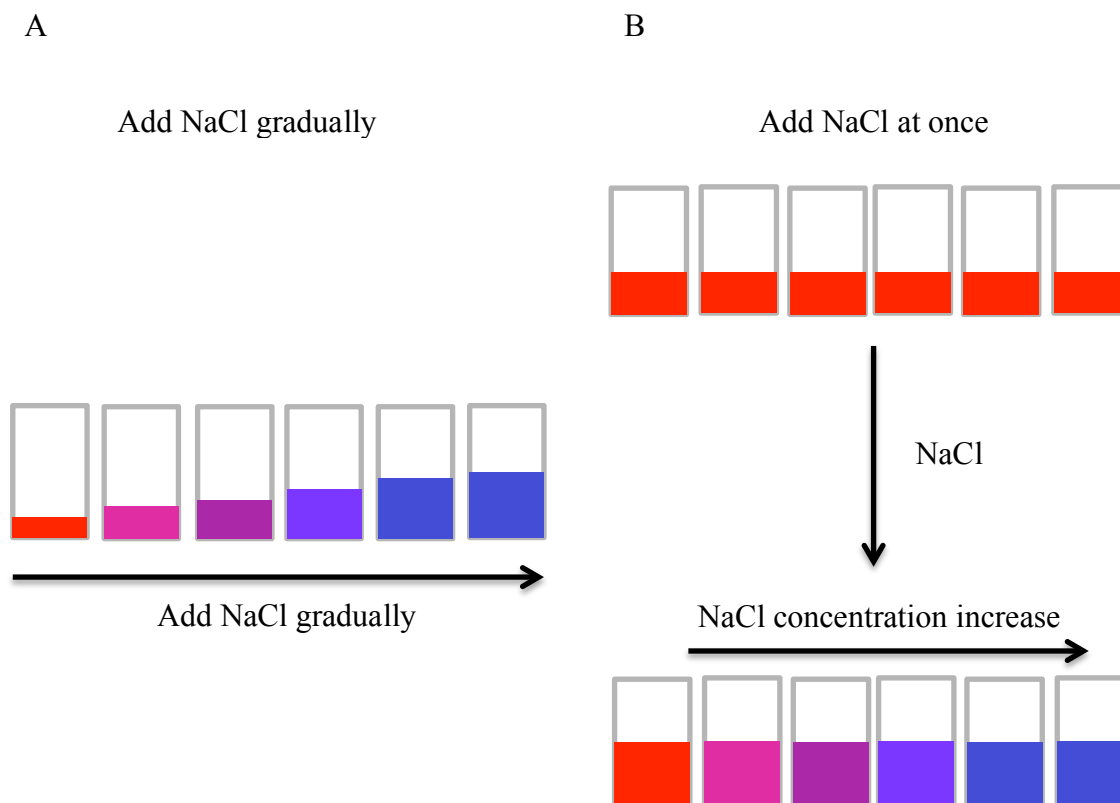 A
Add NaCl gradually
Add NaCl gradually
B
Add NaCl at once
NaCl
NaCl concentration increase